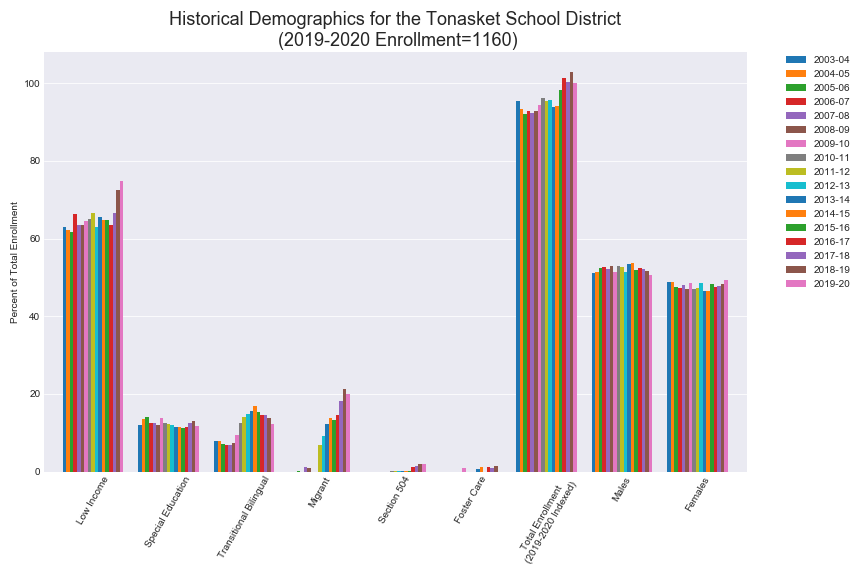 Historical Demographics for the Tonasket School District
(2019-2020 Enrollment=1160)
Percent of Total Enrollment
100
80
60
40
20
0
Low Income
Special Education
Transitional Bilingual
Migrant
Section 504
Foster Care
Total Enrollment
(2019-2020 Indexed)
Males
Females
2003-04
2004-05
2005-06
2006-07
2007-08
2008-09
2009-10
2010-11
2011-12
2012-13
2013-14
2014-15
2015-16
2016-17
2017-18
2018-19
2019-20